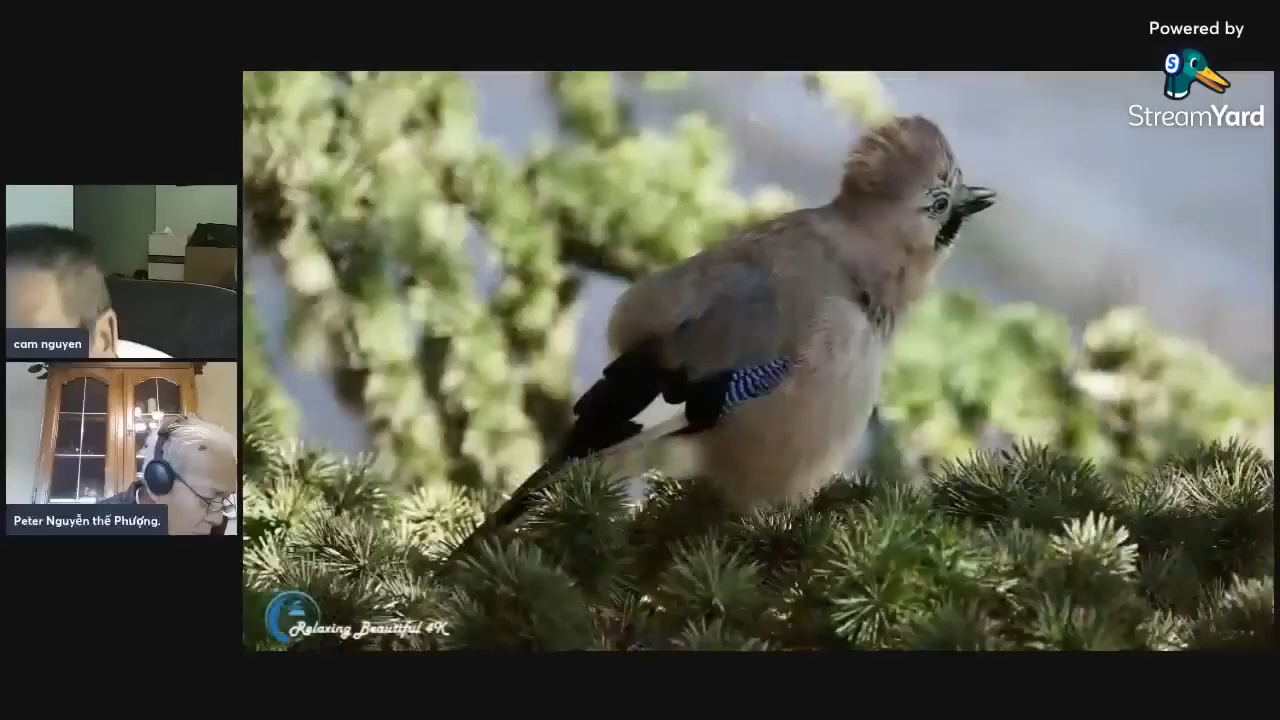 Powered by
S
StreamYard
cam nguyen
Peter Nguyễn thế Phượng.
Relaxing Beautiful 4K